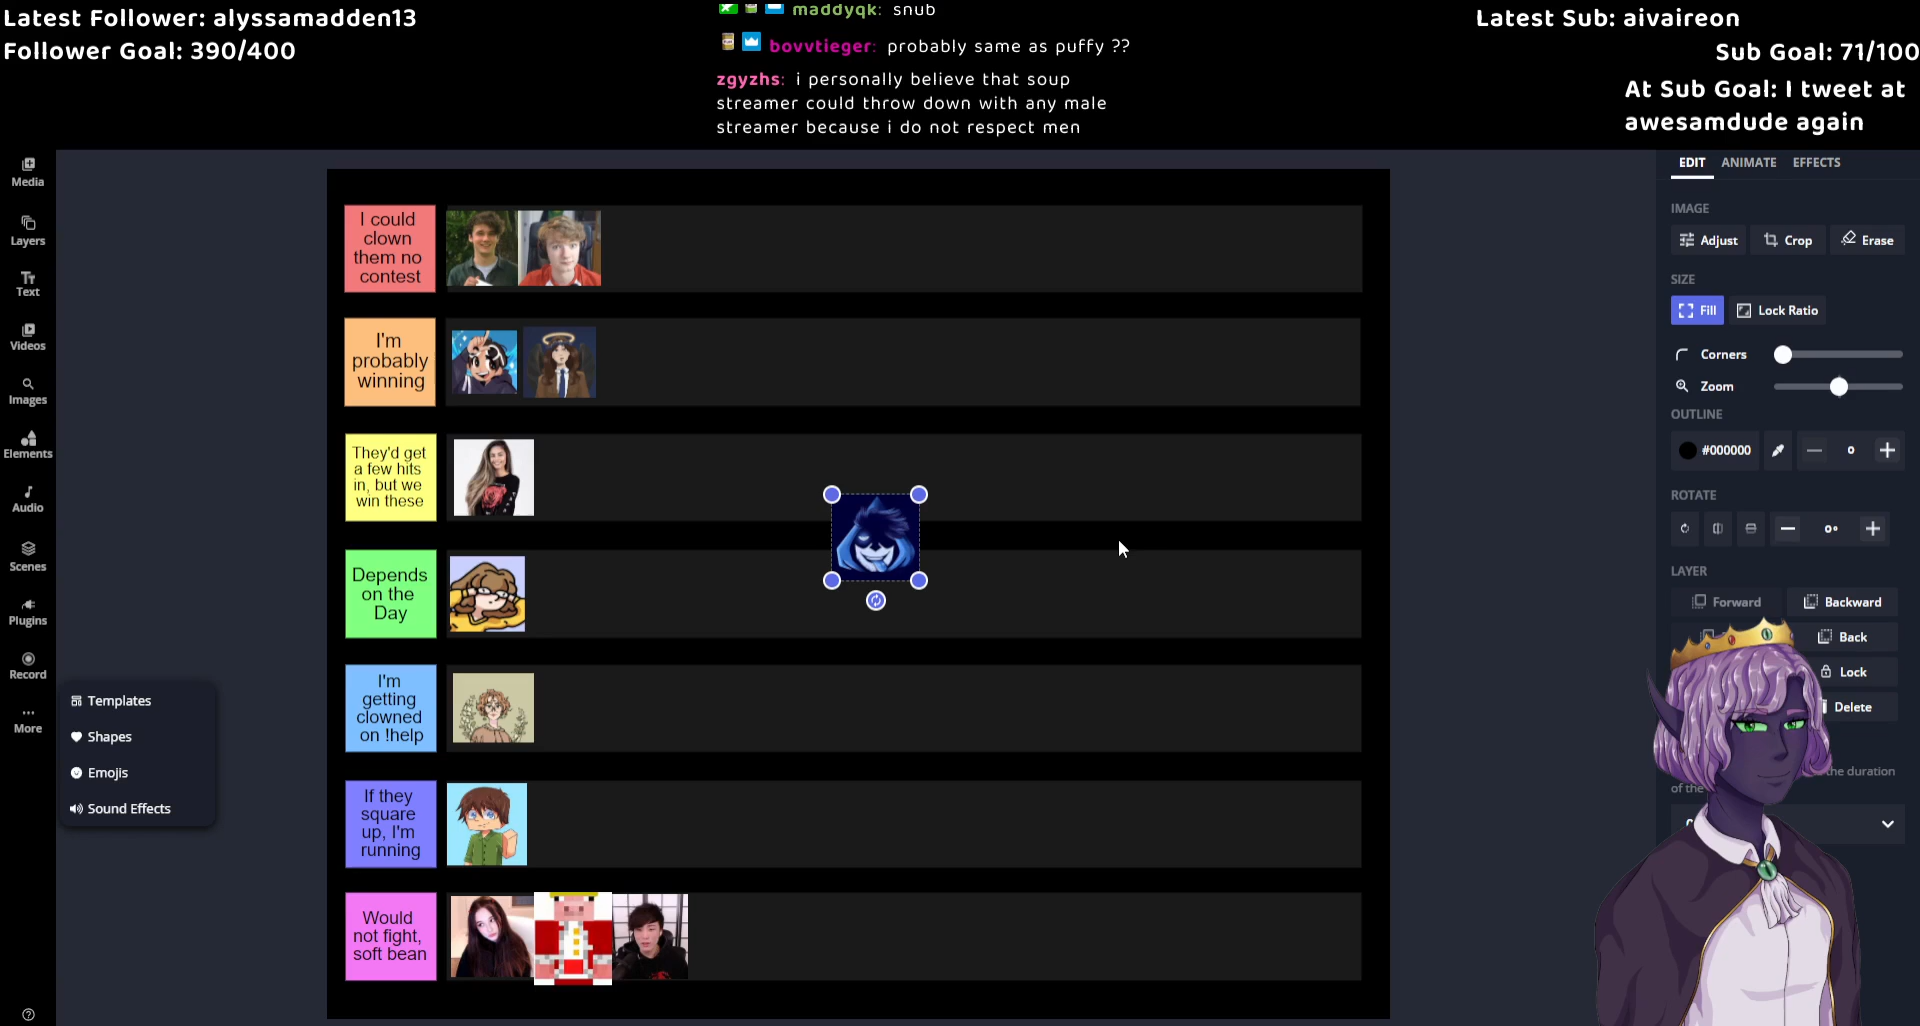 Latest Follower: alyssamadden13
Follower Goal: 390/400
maddyqk: snub
bovvtieger: probably same as puffy ??
zgyzhs: i personally believe that soup
streamer could throw down with any male
streamer because i do not respect men
Latest Sub: aivaireon
Sub Goal: 71/100
At Sub Goal: I tweet at
awesamdude again
Media
Layers
Text
Videos
Images
Elements
Audio
Scenes
Plugins
Record
More
Templates
Shapes
Emojis
Sound Effects
I could
clown
them no
contest
I'm
probably
winning
They'd get
a few hits
in, but we
win these
Depends
on the
Day
I'm
getting
clowned
on !help
If they
square
up, I'm
running
Would
not fight,
soft bean
EDIT ANIMATE EFFECTS
IMAGE
Adjust Crop Erase
SIZE
Fill Lock Ratio
Corners
Zoom
OUTLINE
#000000 0
ROTATE
0°
LAYER
Forward Backward
Back
Lock
Delete
the duration
of the